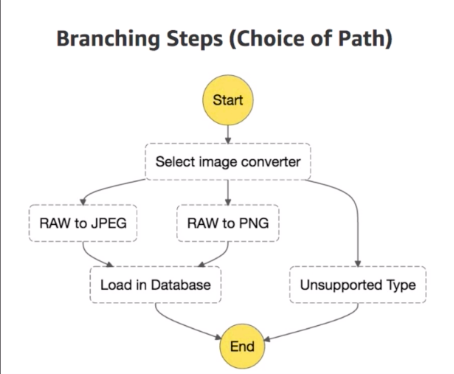 Branching Steps (Choice of Path)
Start
Select image converter
RAW to JPEG
RAW to PNG
Load in Database
Unsupported Type
End